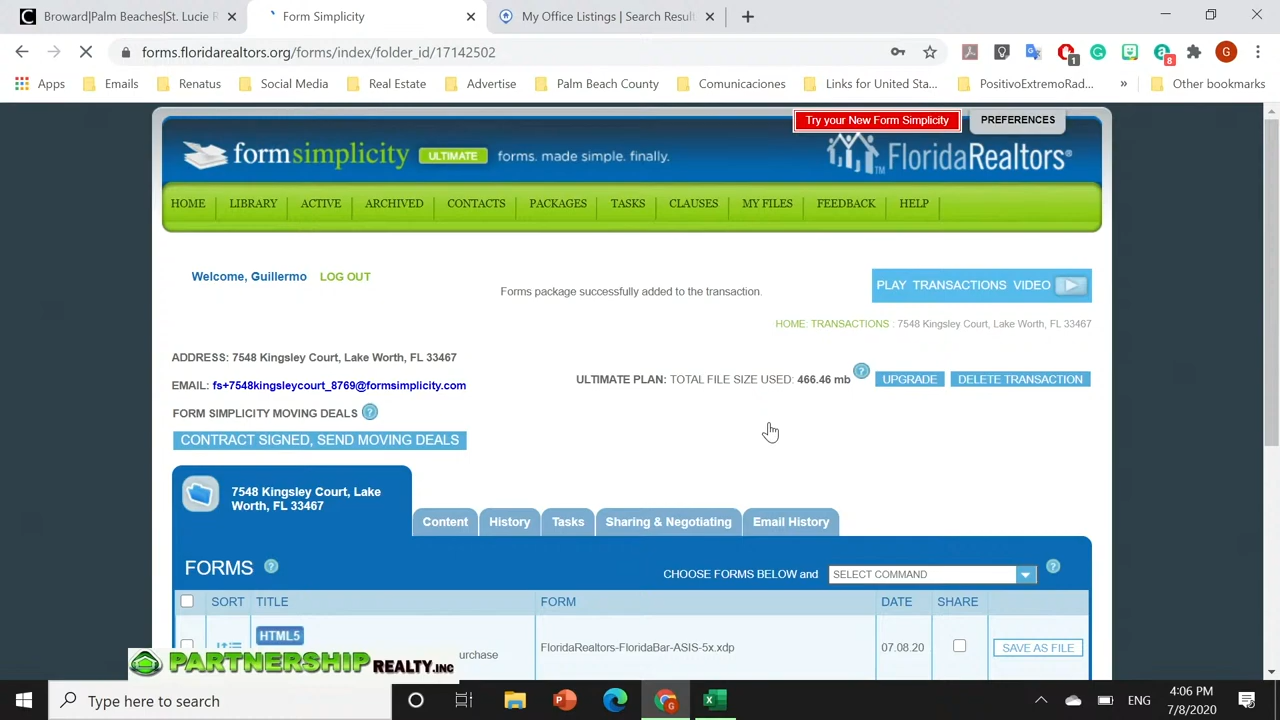 Broward|Palm Beaches|St. Lucie R
Form Simplicity
My Office Listings | Search Resul
forms.floridarealtors.org/forms/index/folder_id/17142502
1
8
G
Apps
Emails
Renatus
Social Media
Real Estate
Advertise
Palm Beach County
Comunicaciones
Links for United Sta...
PositivoExtremoRad...
»
Other bookmarks
Try your New Form Simplicity
PREFERENCES
formsimplicity ULTIMATE forms. made simple. finally.
FloridaRealtors
HOME
LIBRARY
ACTIVE
ARCHIVED
CONTACTS
PACKAGES
TASKS
CLAUSES
MY FILES
FEEDBACK
HELP
Welcome, Guillermo LOG OUT
Forms package successfully added to the transaction.
PLAY TRANSACTIONS VIDEO
HOME: TRANSACTIONS : 7548 Kingsley Court, Lake Worth, FL 33467
ADDRESS: 7548 Kingsley Court, Lake Worth, FL 33467
EMAIL: fs+7548kingsleycourt_8769@formsimplicity.com
ULTIMATE PLAN: TOTAL FILE SIZE USED: 466.46 mb ?
UPGRADE
DELETE TRANSACTION
FORM SIMPLICITY MOVING DEALS ?
CONTRACT SIGNED, SEND MOVING DEALS
7548 Kingsley Court, Lake
Worth, FL 33467
Content
History
Tasks
Sharing & Negotiating
Email History
FORMS ?
CHOOSE FORMS BELOW and SELECT COMMAND ?
SORT TITLE FORM DATE SHARE
HTML5
urchase
FloridaRealtors-FloridaBar-ASIS-5x.xdp
07.08.20
SAVE AS FILE
PARTNERSHIP REALTY.INC
Type here to search
ENG
4:06 PM
7/8/2020